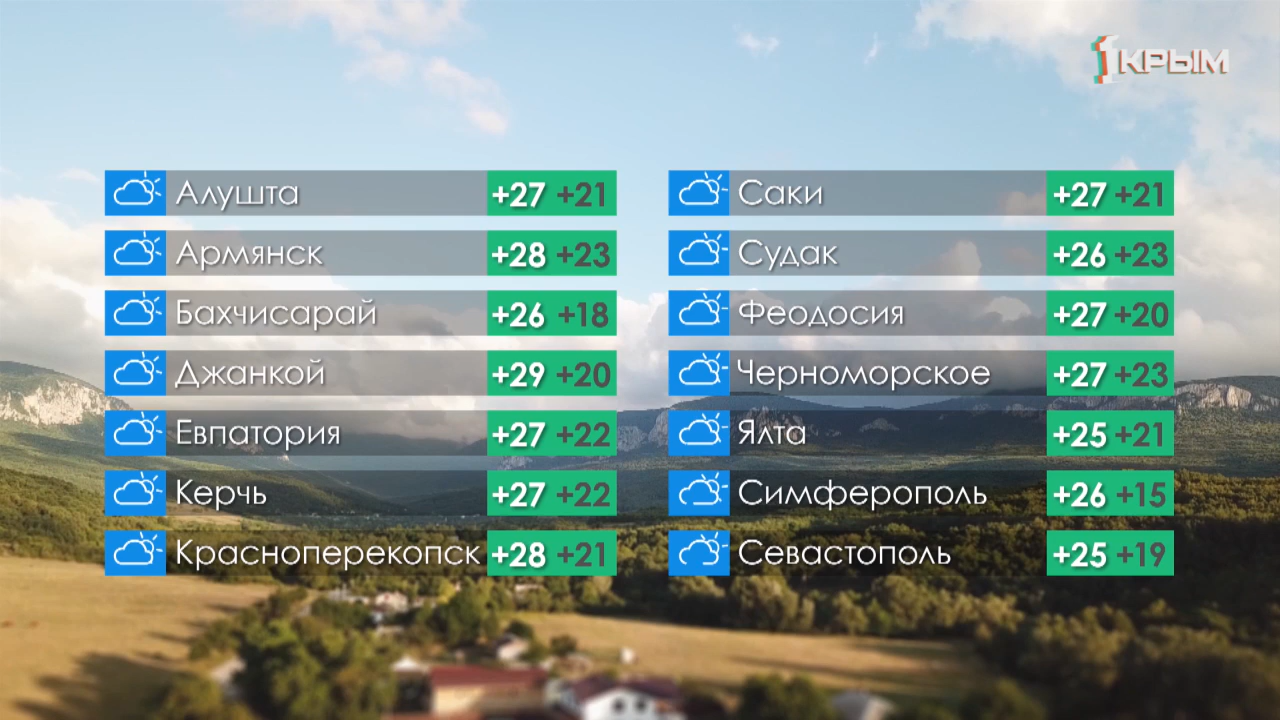 1 КРЫМ
Алушта +27 +21
Армянск +28 +23
Бахчисарай +26 +18
Джанкой +29 +20
Евпатория +27 +22
Керчь +27 +22
Красноперекопск +28 +21
Саки +27 +21
Судак +26 +23
Феодосия +27 +20
Черноморское +27 +23
Ялта +25 +21
Симферополь +26 +15
Севастополь +25 +19